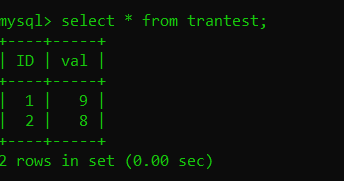 mysql> select * from trantest;
+----+-----+
| ID | val |
+----+-----+
|  1 |   9 |
|  2 |   8 |
+----+-----+
2 rows in set (0.00 sec)